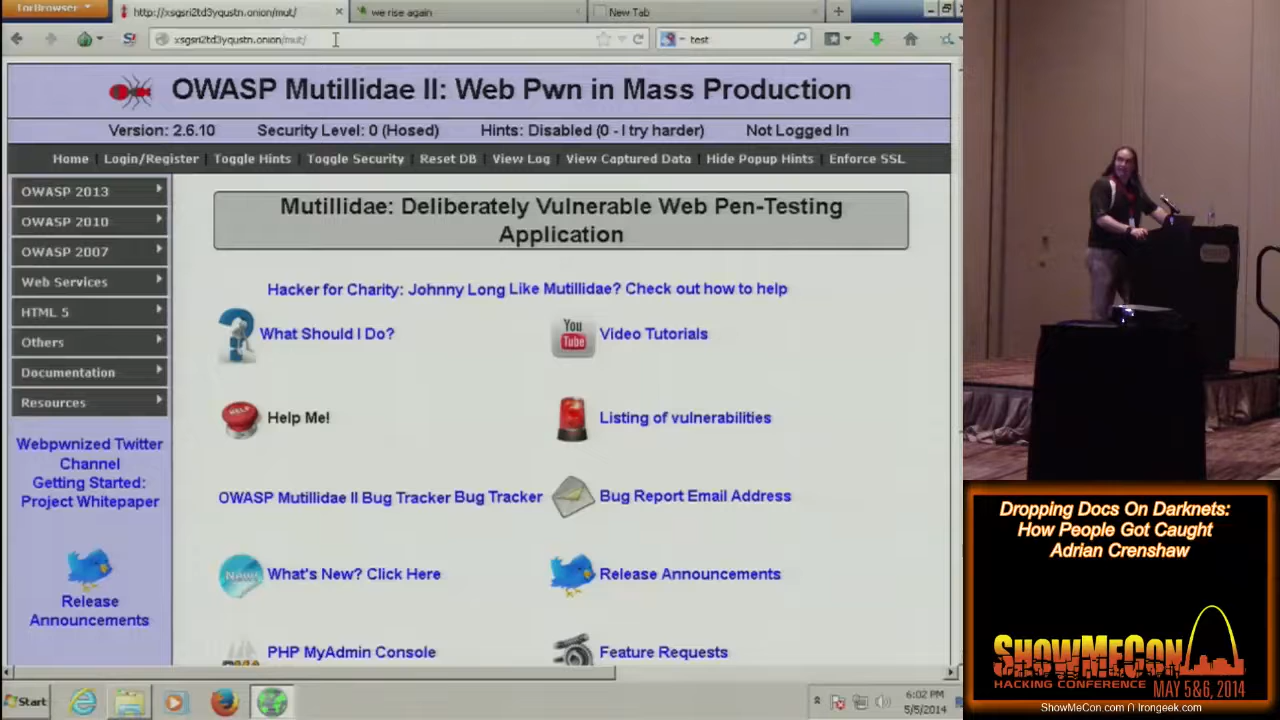 TorBrowser
http://xsgsri2td3yqustn.onion/mut/
we rise again
New Tab
xsgsri2td3yqustn.onion/mut/
test
OWASP Mutillidae II: Web Pwn in Mass Production
Version: 2.6.10
Security Level: 0 (Hosed)
Hints: Disabled (0 - I try harder)
Not Logged In
Home
Login/Register
Toggle Hints
Toggle Security
Reset DB
View Log
View Captured Data
Hide Popup Hints
Enforce SSL
OWASP 2013
OWASP 2010
OWASP 2007
Web Services
HTML 5
Others
Documentation
Resources
Webpwnized Twitter
Channel
Getting Started:
Project Whitepaper
Release
Announcements
Mutillidae: Deliberately Vulnerable Web Pen-Testing
Application
Hacker for Charity: Johnny Long Like Mutillidae? Check out how to help
What Should I Do?
You
Tube
Video Tutorials
HELP
Help Me!
Listing of vulnerabilities
OWASP Mutillidae II Bug Tracker Bug Tracker
Bug Report Email Address
NEW!
What's New? Click Here
Release Announcements
PHP MyAdmin Console
Feature Requests
Start
6:02 PM
5/5/2014
Dropping Docs On Darknets:
How People Got Caught
Adrian Crenshaw
SHOWMECON
HACKING CONFERENCE
MAY 5&6, 2014
ShowMeCon.com ∩ Irongeek.com